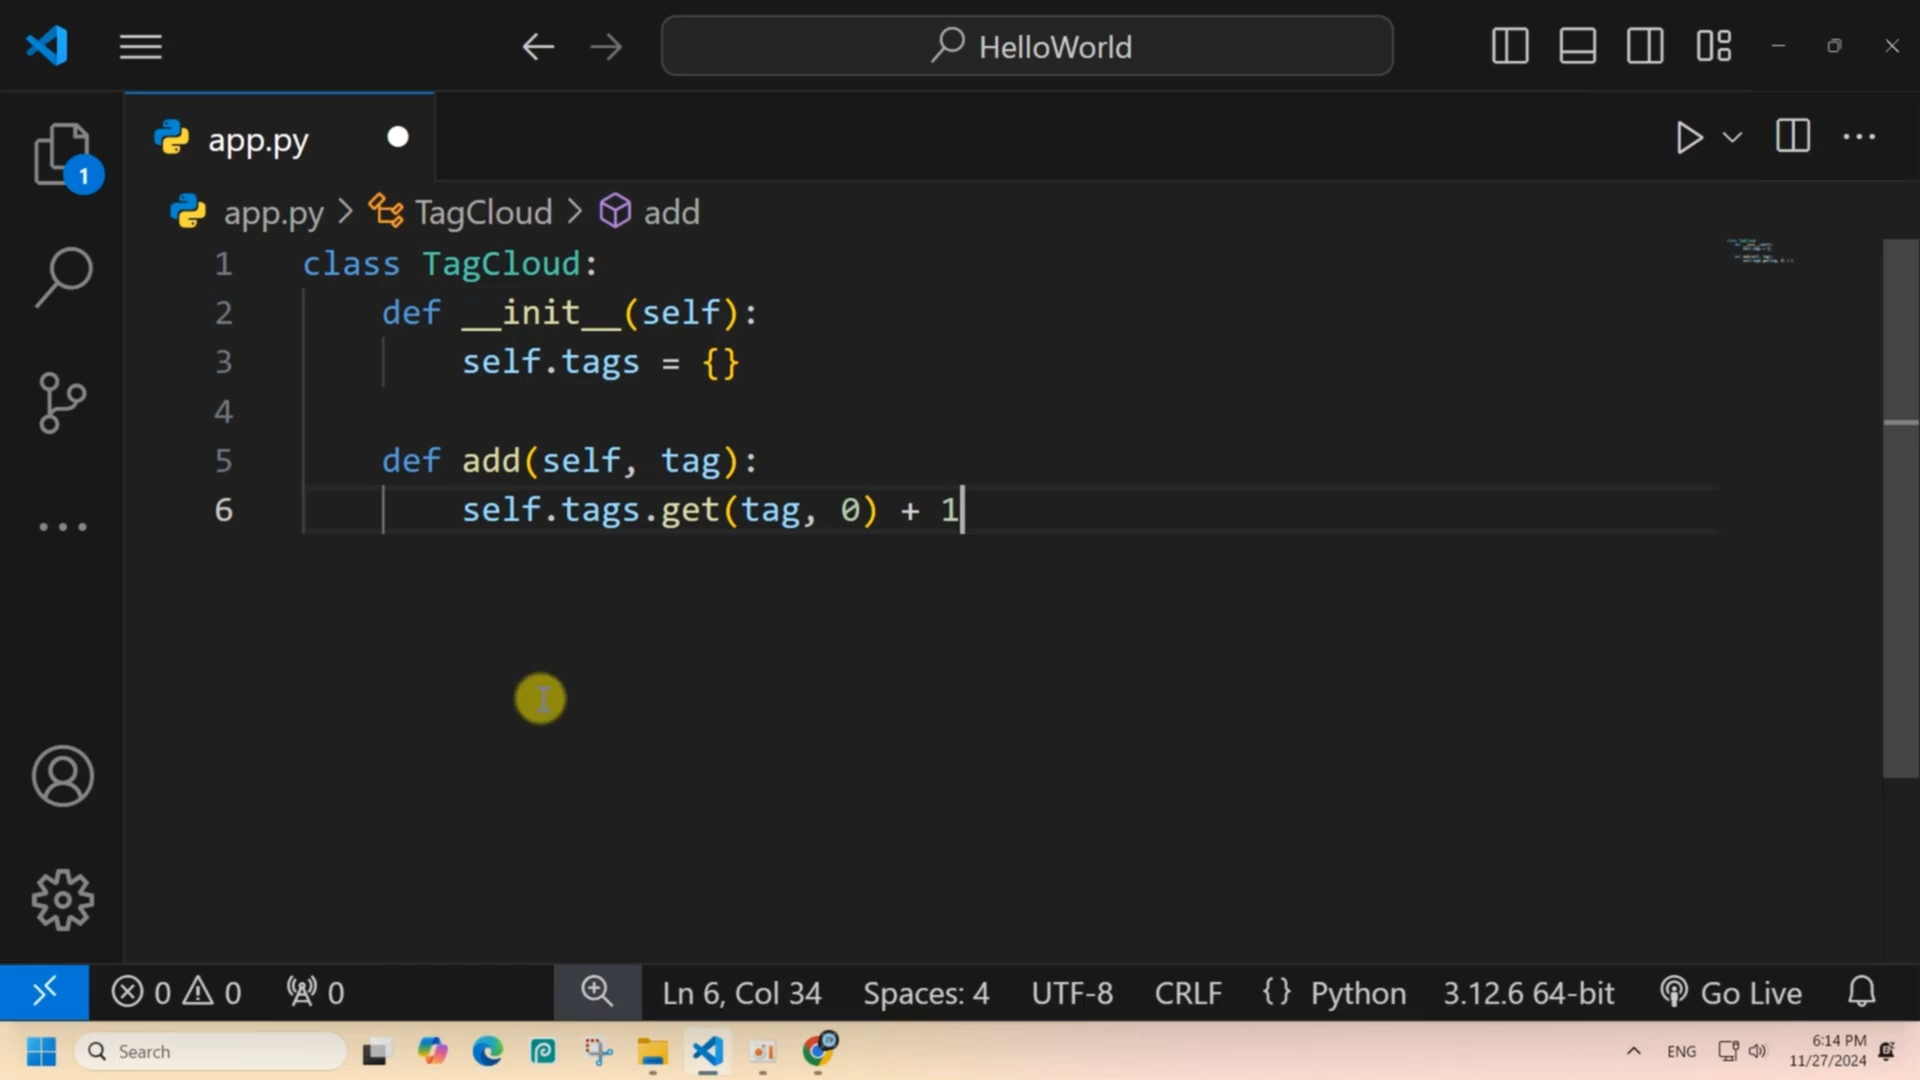 HelloWorld
app.py
1
app.py > TagCloud > add
1 class TagCloud:
2 def __init__(self):
3 self.tags = {}
4
5 def add(self, tag):
6 self.tags.get(tag, 0) + 1
0 0 0 Ln 6, Col 34 Spaces: 4 UTF-8 CRLF {} Python 3.12.6 64-bit Go Live
Search ENG 6:14 PM
11/27/2024